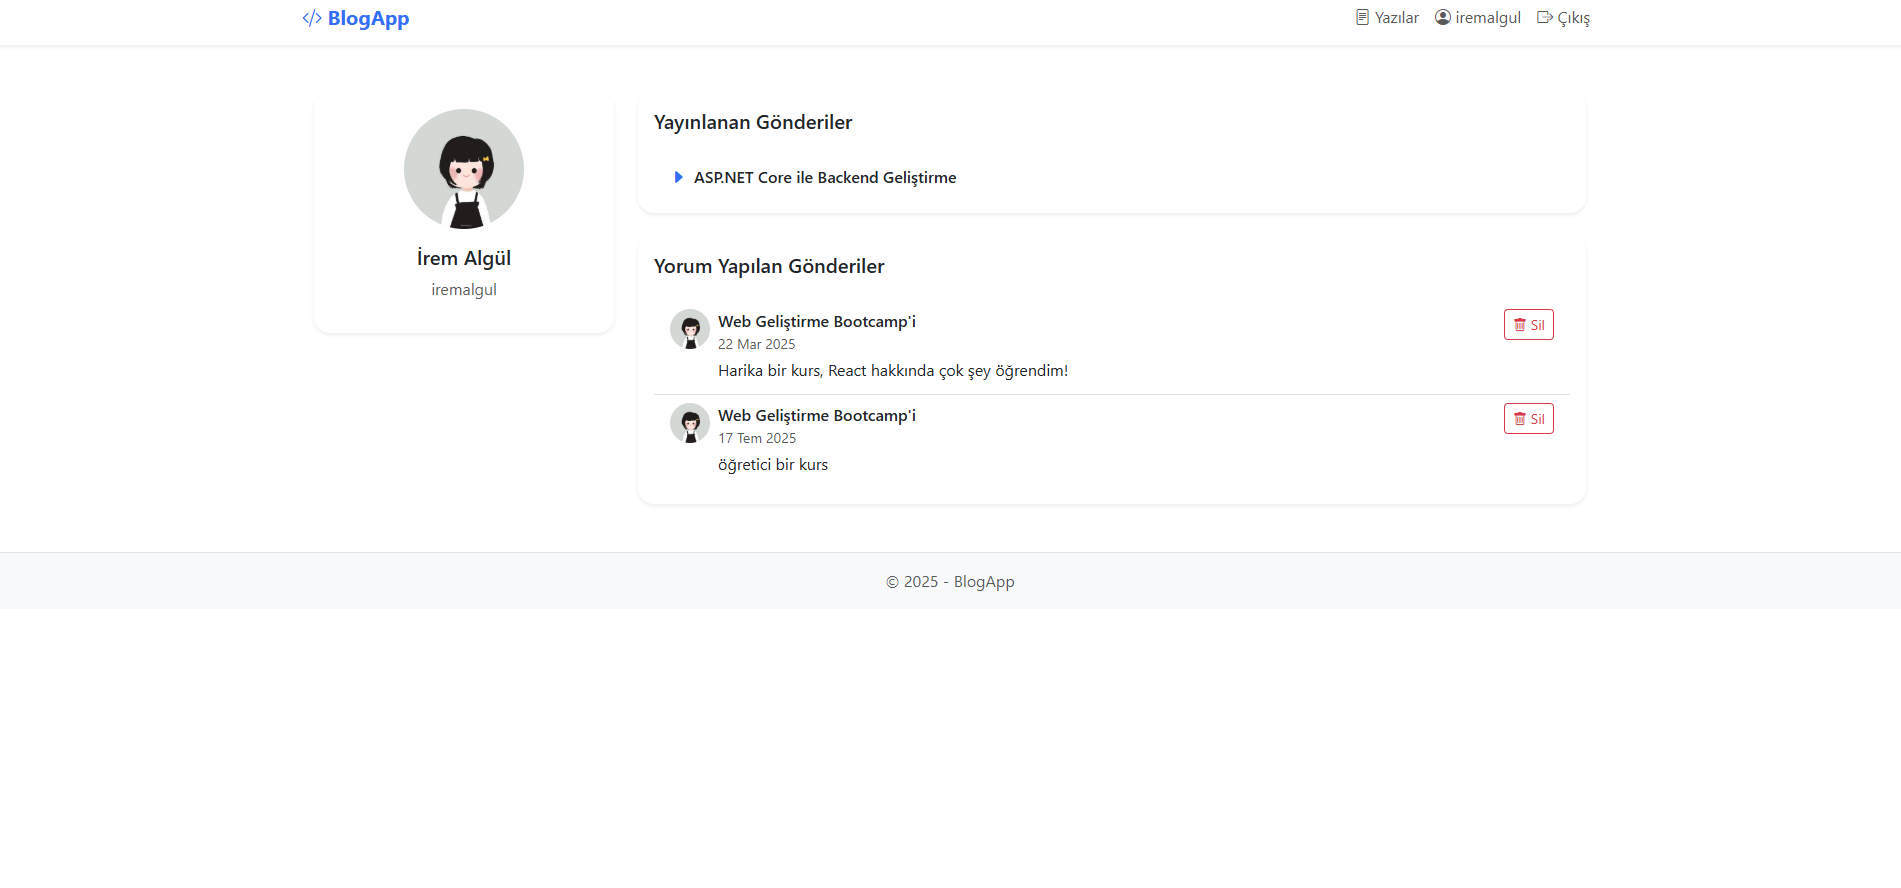 </> BlogApp
Yazılar iremalgul Çıkış
İrem Algül
iremalgul
Yayınlanan Gönderiler
ASP.NET Core ile Backend Geliştirme
Yorum Yapılan Gönderiler
Web Geliştirme Bootcamp'i
Sil
22 Mar 2025
Harika bir kurs, React hakkında çok şey öğrendim!
Web Geliştirme Bootcamp'i
Sil
17 Tem 2025
öğretici bir kurs
© 2025 - BlogApp